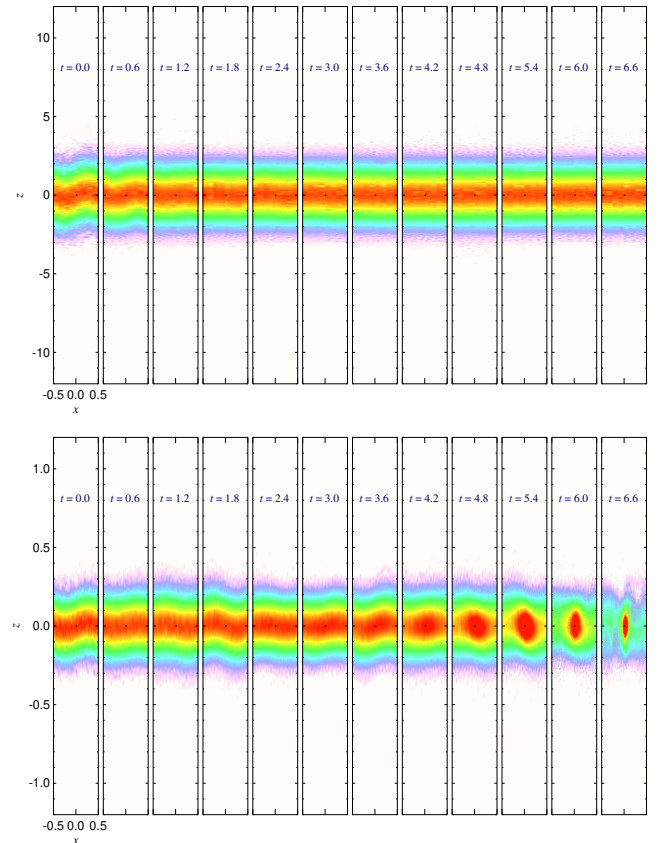 10
t = 0.0 t = 0.6 t = 1.2 t = 1.8 t = 2.4 t = 3.0 t = 3.6 t = 4.2 t = 4.8 t = 5.4 t = 6.0 t = 6.6
5
z
0
-5
-10
-0.5 0.0 0.5
x
1.0
t = 0.0 t = 0.6 t = 1.2 t = 1.8 t = 2.4 t = 3.0 t = 3.6 t = 4.2 t = 4.8 t = 5.4 t = 6.0 t = 6.6
0.5
z
0.0
-0.5
-1.0
-0.5 0.0 0.5
x